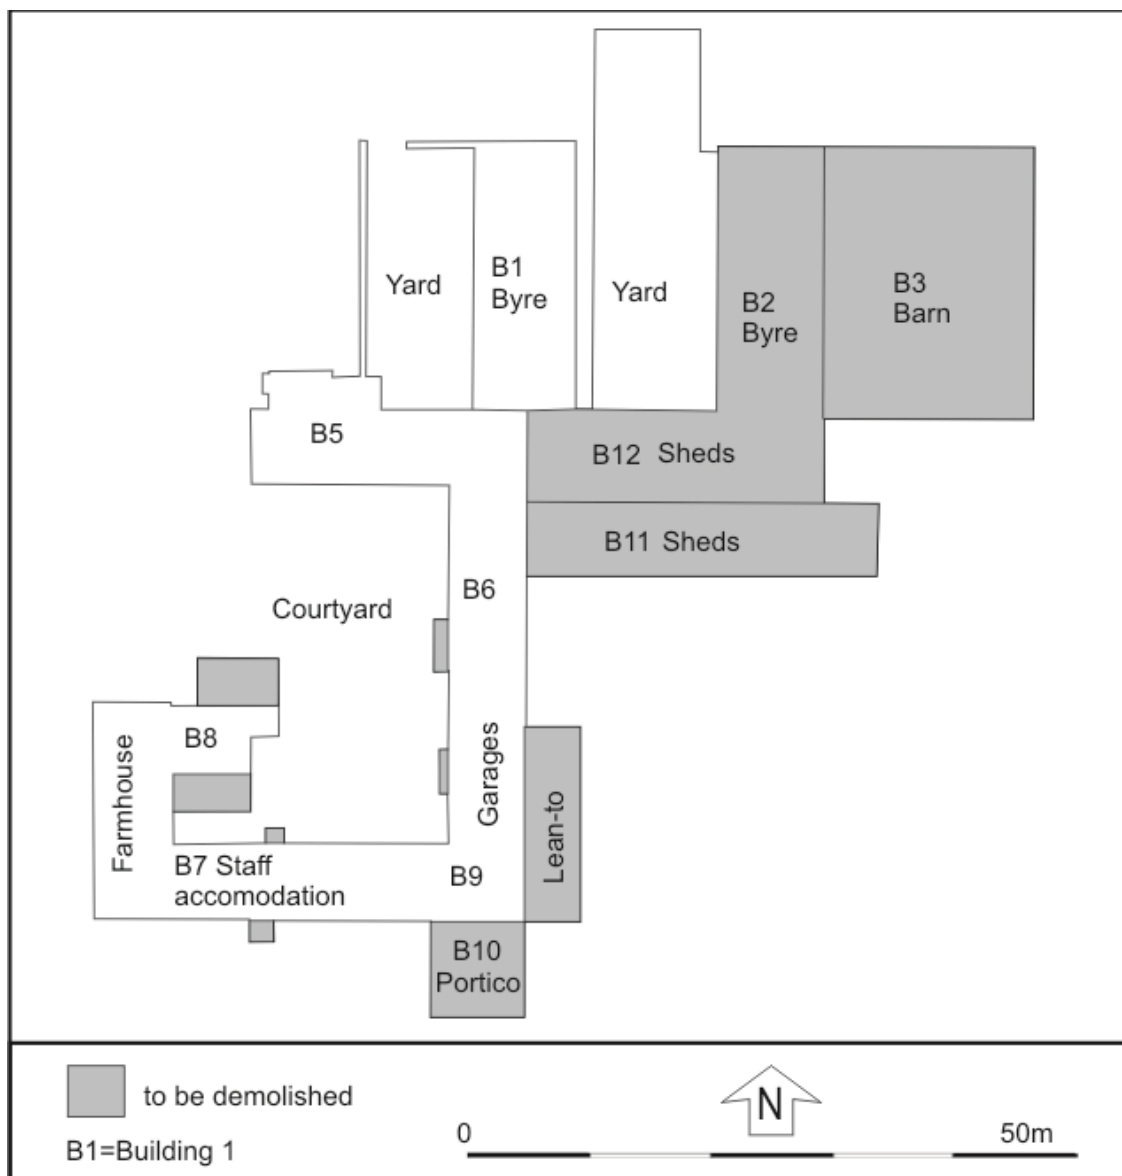 Yard
B1
Byre
Yard
B2
Byre
B3
Barn
B5
B12 Sheds
B11 Sheds
B6
Courtyard
Farmhouse
B8
Garages
Lean-to
B7 Staff
accomodation
B9
B10
Portico
to be demolished
B1=Building 1
N
0
50m